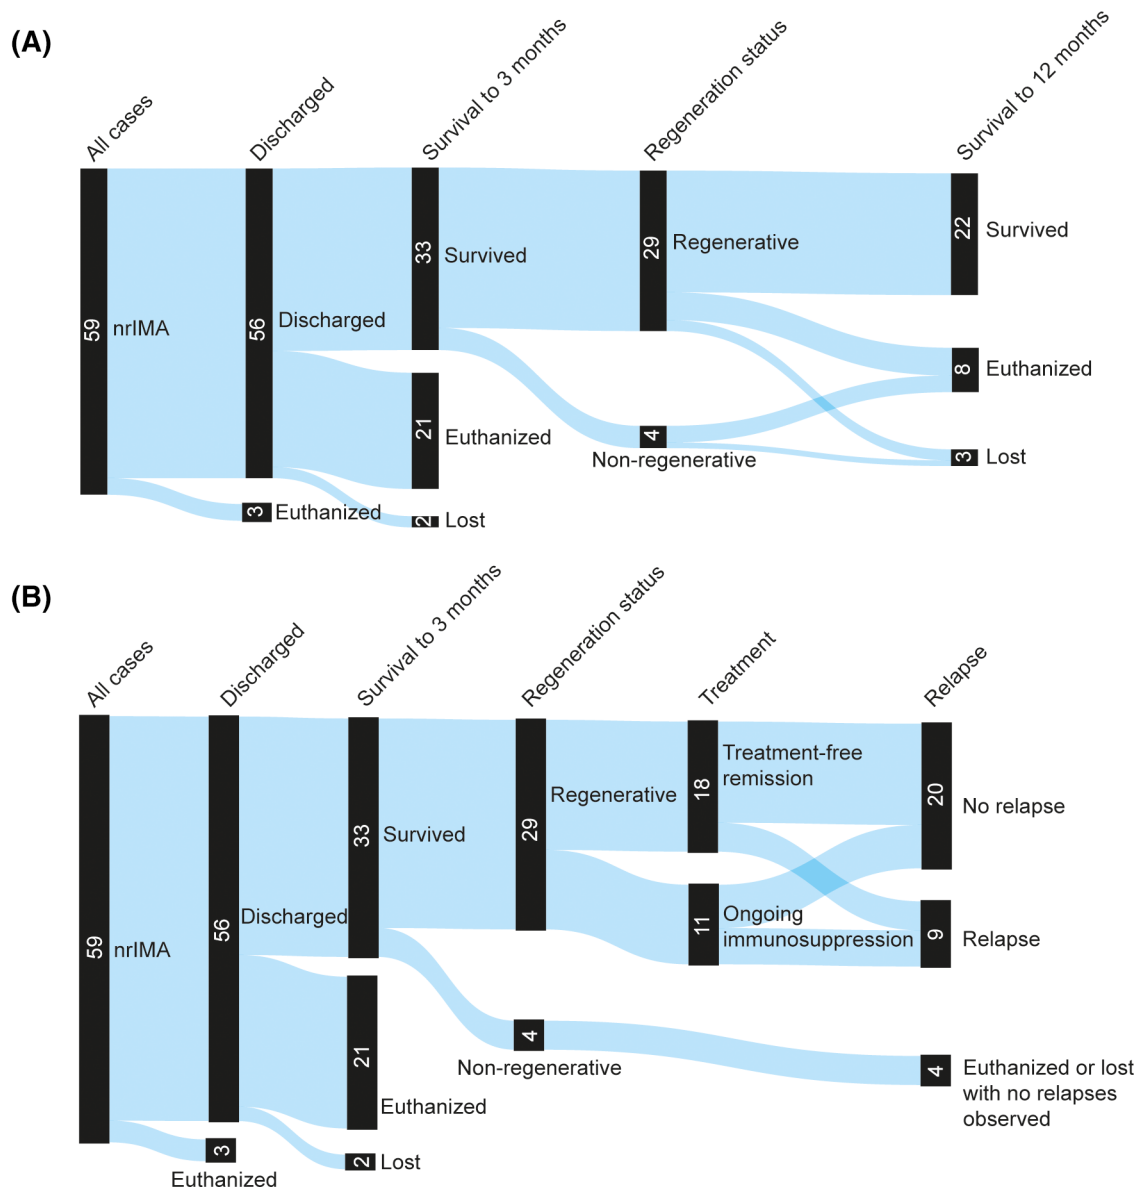 (A)
All cases
Discharged
Survival to 3 months
Regeneration status
Survival to 12 months
59
nrIMA
56
Discharged
3
Euthanized
33
Survived
21
Euthanized
2
Lost
29
Regenerative
4
Non-regenerative
22
Survived
8
Euthanized
3
Lost
(B)
All cases
Discharged
Survival to 3 months
Regeneration status
Treatment
Relapse
59
nrIMA
56
Discharged
3
Euthanized
33
Survived
21
Euthanized
2
Lost
29
Regenerative
4
Non-regenerative
18
Treatment-free
remission
11
Ongoing
immunosuppression
20
No relapse
9
Relapse
4
Euthanized or lost
with no relapses
observed